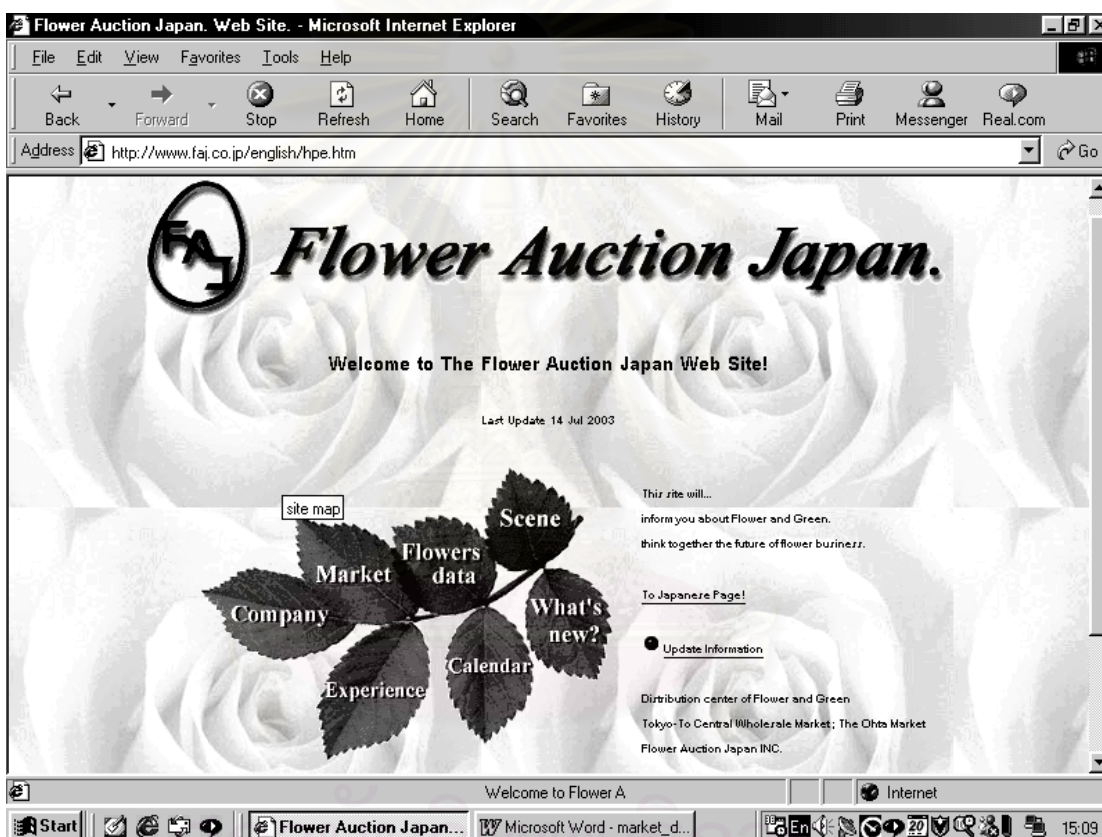 Flower Auction Japan. Web Site. - Microsoft Internet Explorer
File Edit View Favorites Tools Help
Back Forward Stop Refresh Home Search Favorites History Mail Print Messenger Real.com
Address http://www.faj.co.jp/english/hpe.htm Go
FAJ Flower Auction Japan.
Welcome to The Flower Auction Japan Web Site!
Last Update 14 Jul 2003
site map
Scene
Flowers data
Market
Company
What's new?
Calendar
Experience
This site will...
inform you about Flower and Green.
think together the future of flower business.
To Japanese Page!
Update Information
Distribution center of Flower and Green
Tokyo-To Central Wholesale Market; The Ohta Market
Flower Auction Japan INC.
Welcome to Flower A Internet
Start Flower Auction Japan... Microsoft Word - market_d... En 20 15:09